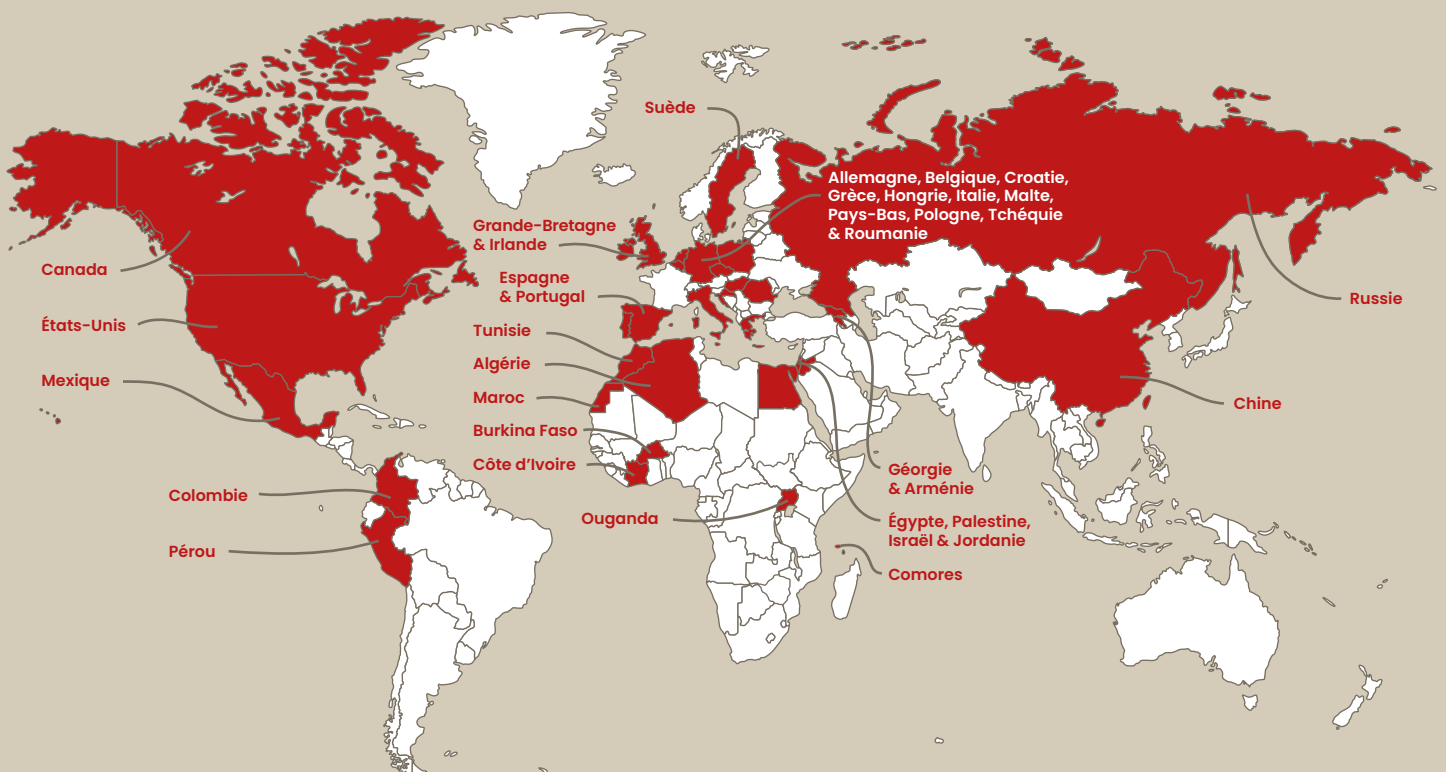 Suède
Allemagne, Belgique, Croatie,
Grèce, Hongrie, Italie, Malte,
Pays-Bas, Pologne, Tchéquie
& Roumanie
Grande-Bretagne
& Irlande
Canada
Espagne
& Portugal
Russie
États-Unis
Tunisie
Algérie
Mexique
Maroc
Chine
Burkina Faso
Côte d'Ivoire
Géorgie
& Arménie
Colombie
Ouganda
Égypte, Palestine,
Israël & Jordanie
Pérou
Comores